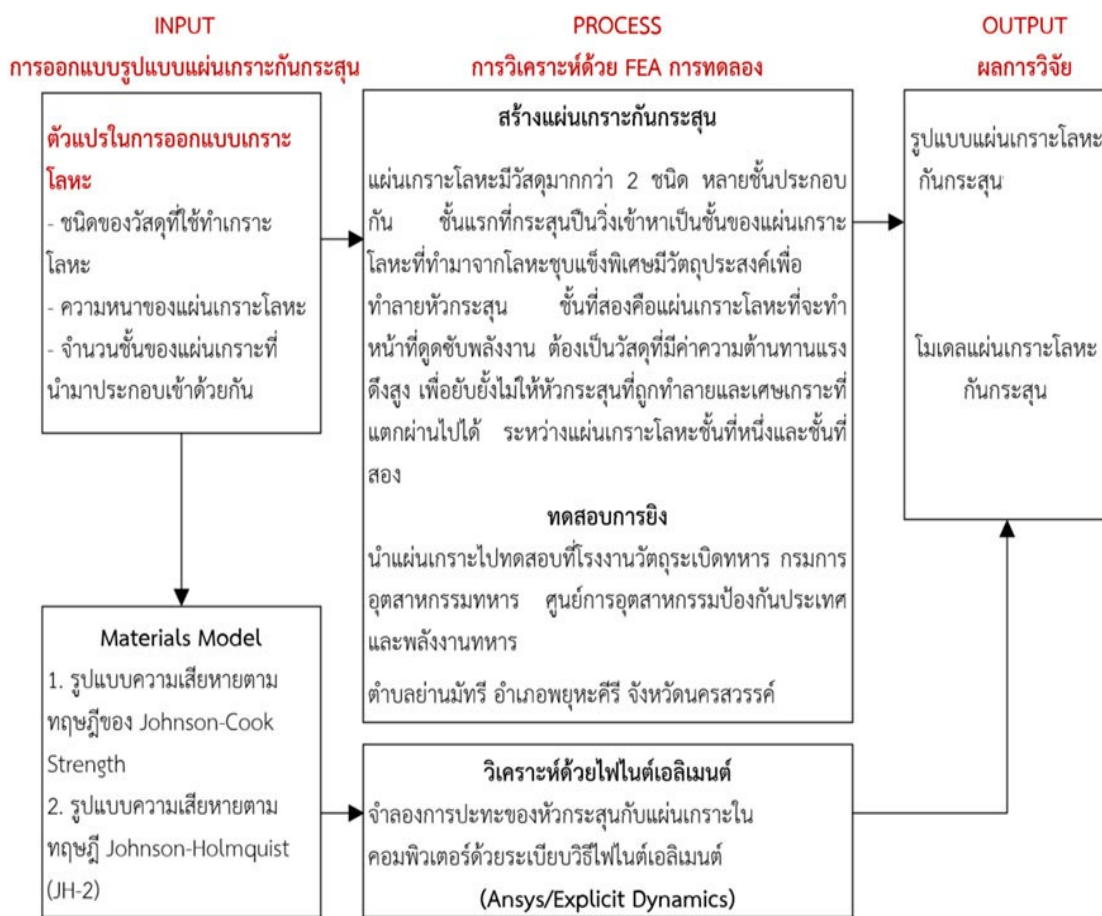 INPUT
การออกแบบรูปแบบแผ่นเกราะกันกระสุน
ตัวแปรในการออกแบบเกราะ
โลหะ
- ชนิดของวัสดุที่ใช้ทำเกราะ
โลหะ
- ความหนาของแผ่นเกราะโลหะ
- จำนวนชั้นของแผ่นเกราะที่
นำมาประกอบเข้าด้วยกัน
Materials Model
1. รูปแบบความเสียหายตาม
ทฤษฎีของ Johnson-Cook
Strength
2. รูปแบบความเสียหายตาม
ทฤษฎี Johnson-Holmquist
(JH-2)
PROCESS
การวิเคราะห์ด้วย FEA การทดลอง
สร้างแผ่นเกราะกันกระสุน
แผ่นเกราะโลหะมีวัสดุมากกว่า 2 ชนิด หลายชั้นประกอบ
กัน ชั้นแรกที่กระสุนปืนวิ่งเข้าหาเป็นชั้นของแผ่นเกราะ
โลหะที่ทำมาจากโลหะชุบแข็งพิเศษมีวัตถุประสงค์เพื่อ
ทำลายหัวกระสุน ชั้นที่สองคือแผ่นเกราะโลหะที่จะทำ
หน้าที่ดูดซับพลังงาน ต้องเป็นวัสดุที่มีค่าความต้านทานแรง
ดึงสูง เพื่อยับยั้งไม่ให้หัวกระสุนที่ถูกทำลายและเศษเกราะที่
แตกผ่านไปได้ ระหว่างแผ่นเกราะโลหะชั้นที่หนึ่งและชั้นที่
สอง
ทดสอบการยิง
นำแผ่นเกราะไปทดสอบที่โรงงานวัตถุระเบิดทหาร กรมการ
อุตสาหกรรมทหาร ศูนย์การอุตสาหกรรมป้องกันประเทศ
และพลังงานทหาร
ตำบลย่านมัทรี อำเภอพยุหะคีรี จังหวัดนครสวรรค์
วิเคราะห์ด้วยไฟไนต์เอลิเมนต์
จำลองการปะทะของหัวกระสุนกับแผ่นเกราะใน
คอมพิวเตอร์ด้วยระเบียบวิธีไฟไนต์เอลิเมนต์
(Ansys/Explicit Dynamics)
OUTPUT
ผลการวิจัย
รูปแบบแผ่นเกราะโลหะ
กันกระสุน
โมเดลแผ่นเกราะโลหะ
กันกระสุน